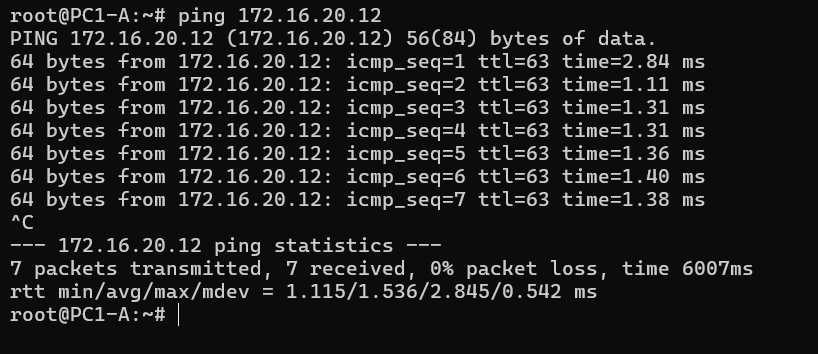 root@PC1-A:~# ping 172.16.20.12
PING 172.16.20.12 (172.16.20.12) 56(84) bytes of data.
64 bytes from 172.16.20.12: icmp_seq=1 ttl=63 time=2.84 ms
64 bytes from 172.16.20.12: icmp_seq=2 ttl=63 time=1.11 ms
64 bytes from 172.16.20.12: icmp_seq=3 ttl=63 time=1.31 ms
64 bytes from 172.16.20.12: icmp_seq=4 ttl=63 time=1.31 ms
64 bytes from 172.16.20.12: icmp_seq=5 ttl=63 time=1.36 ms
64 bytes from 172.16.20.12: icmp_seq=6 ttl=63 time=1.40 ms
64 bytes from 172.16.20.12: icmp_seq=7 ttl=63 time=1.38 ms
^C
--- 172.16.20.12 ping statistics ---
7 packets transmitted, 7 received, 0% packet loss, time 6007ms
rtt min/avg/max/mdev = 1.115/1.536/2.845/0.542 ms
root@PC1-A:~#